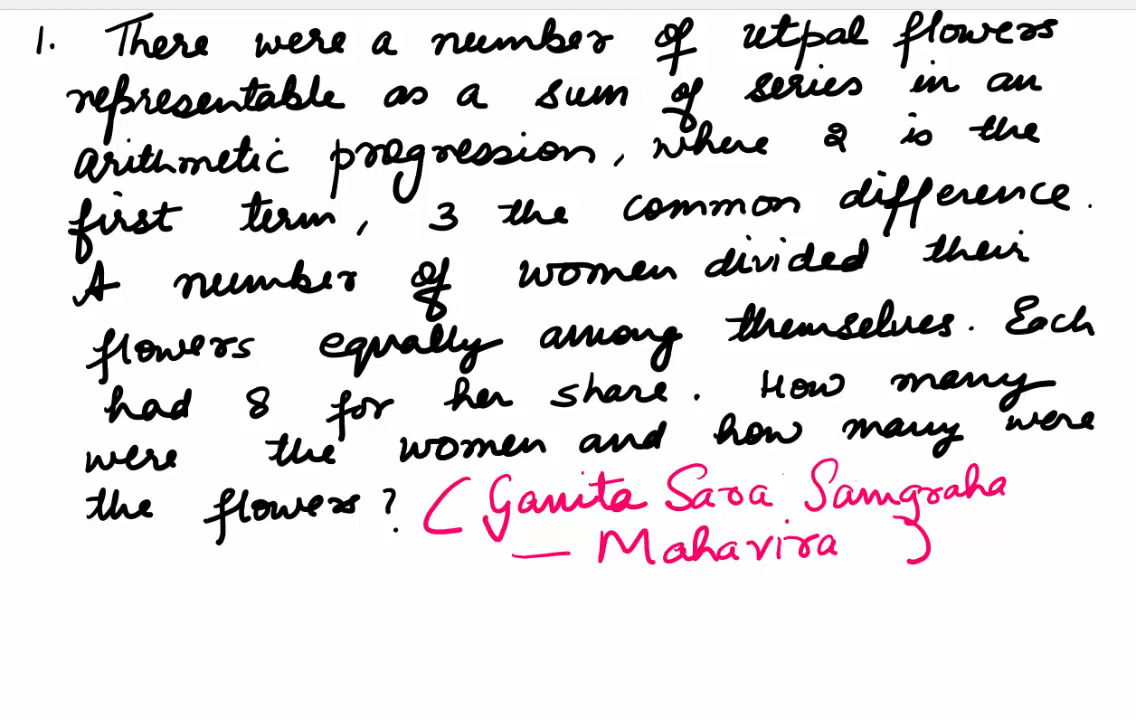 1. There were a number of utpal flowers
representable as a sum of series in an
arithmetic progression, where 2 is the
first term, 3 the common difference.
A number of women divided their
flowers equally among themselves. Each
had 8 for her share. How many
were the women and how many were
the flowers? (Ganita Sara Samgraha
— Mahavira)